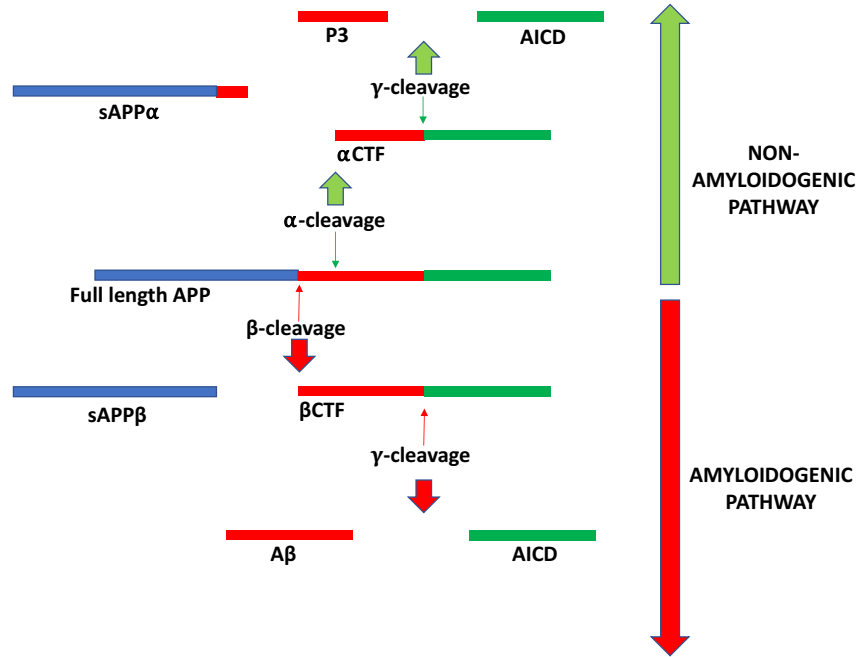 P3
AICD
γ-cleavage
sAPPα
αCTF
NON-
AMYLOIDOGENIC
PATHWAY
α-cleavage
Full length APP
β-cleavage
sAPPβ
βCTF
γ-cleavage
AMYLOIDOGENIC
PATHWAY
Aβ
AICD